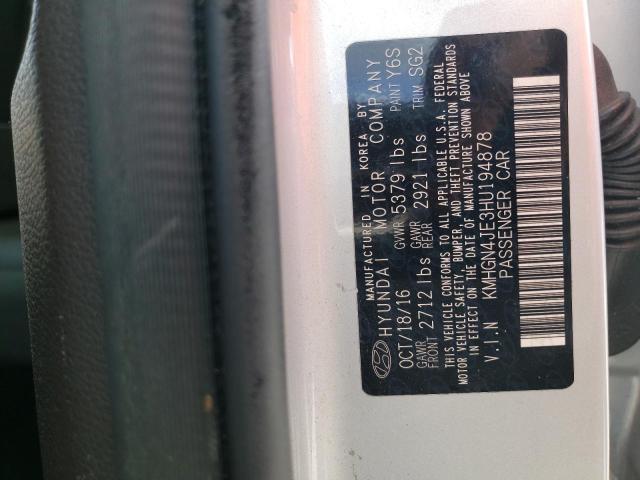 MANUFACTURED IN KOREA BY
HYUNDAI MOTOR COMPANY
OCT/18/16 GVWR 5379 lbs PAINT Y6S
GAWR FRONT 2712 lbs GAWR REAR 2921 lbs TRIM SG2
THIS VEHICLE CONFORMS TO ALL APPLICABLE U.S.A. FEDERAL
MOTOR VEHICLE SAFETY, BUMPER, AND THEFT PREVENTION STANDARDS
IN EFFECT ON THE DATE OF MANUFACTURE SHOWN ABOVE
V.I.N KMHGN4JE3HU194878
PASSENGER CAR